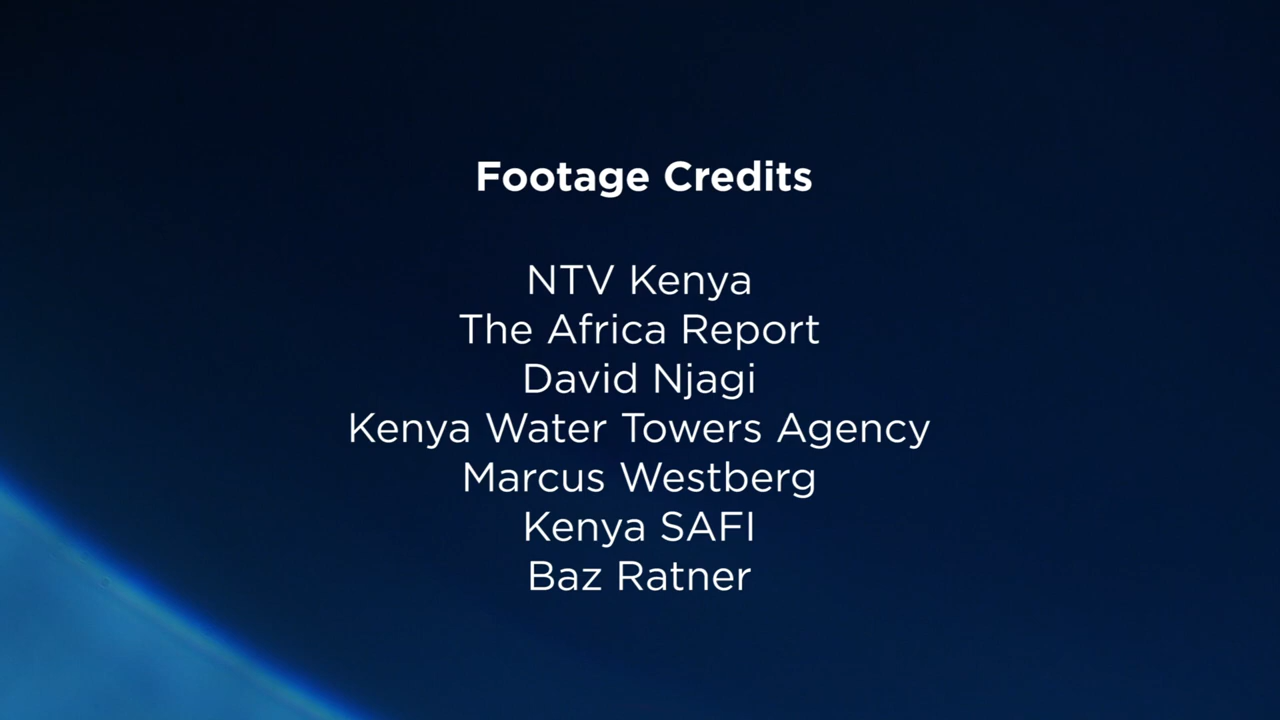 Footage Credits
NTV Kenya
The Africa Report
David Njagi
Kenya Water Towers Agency
Marcus Westberg
Kenya SAFI
Baz Ratner